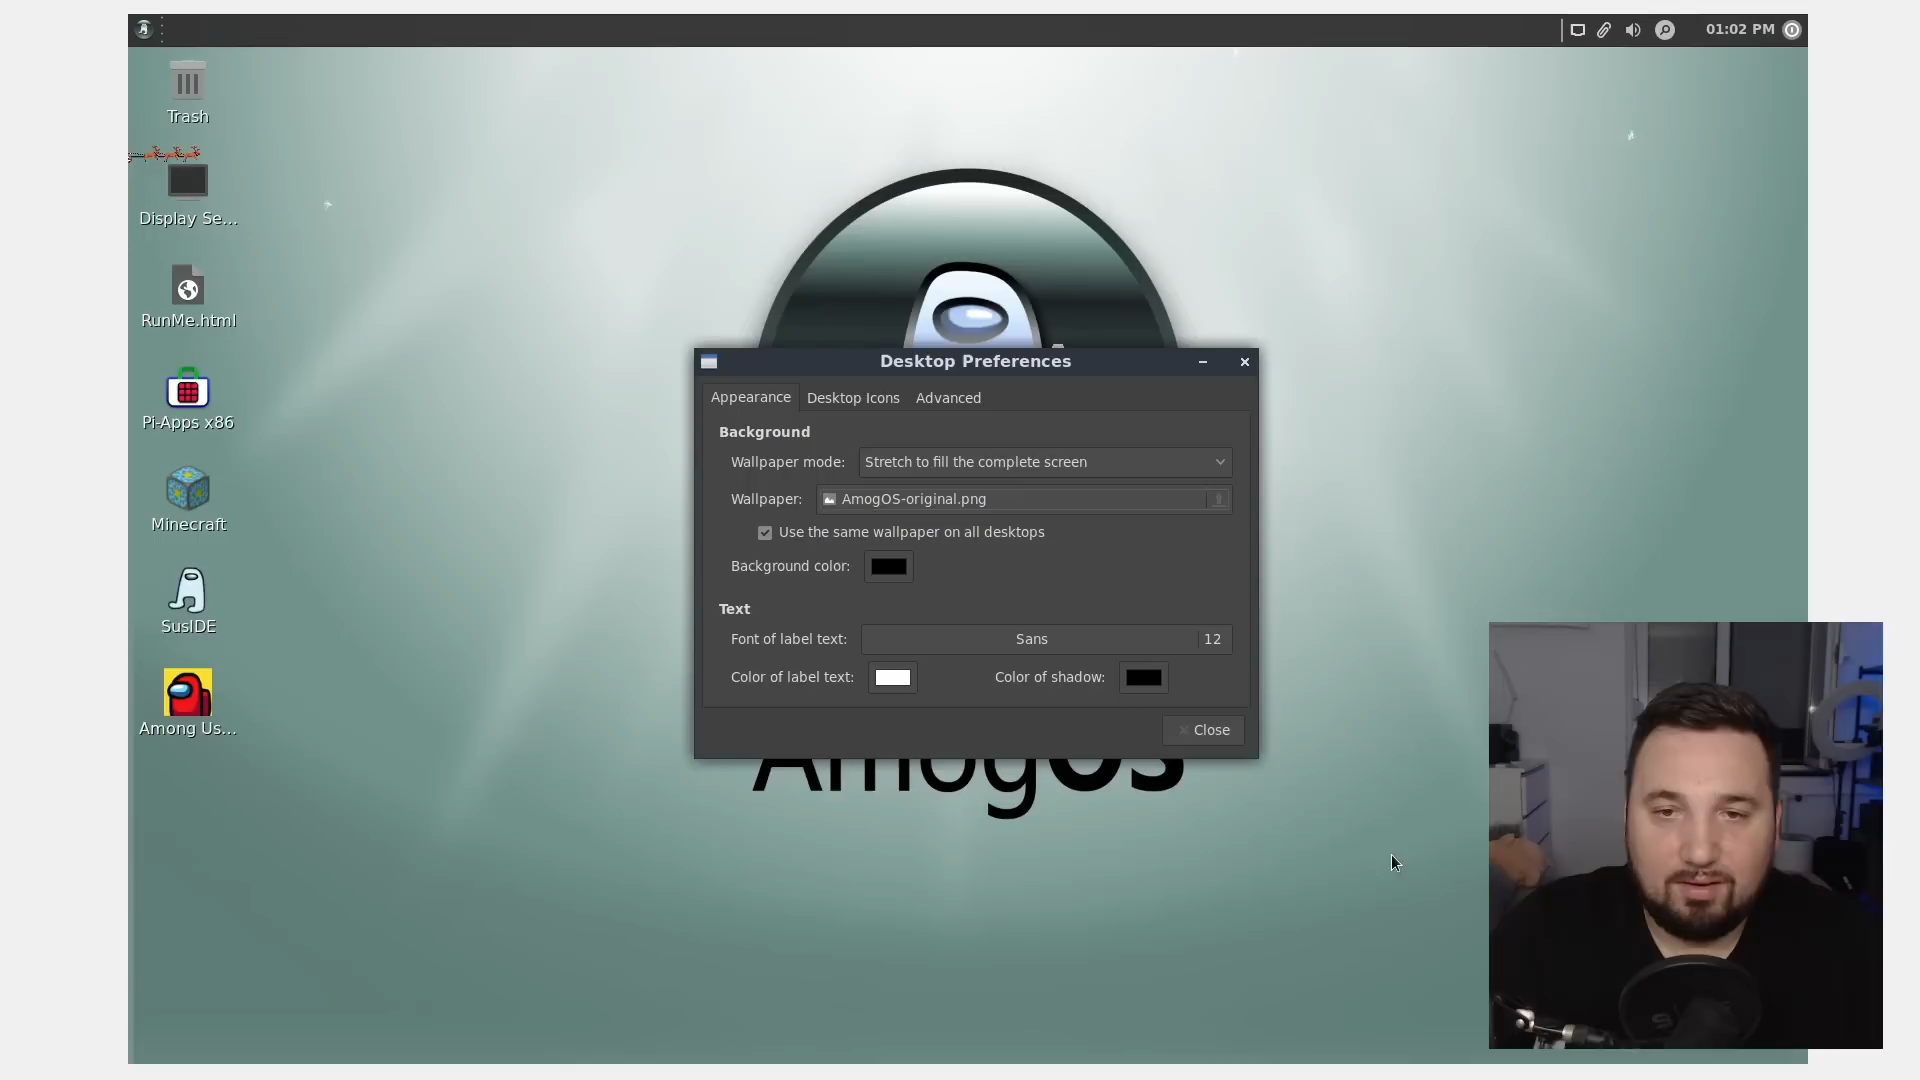 01:02 PM
Trash
Display Se...
RunMe.html
Pi-Apps x86
Minecraft
SusIDE
Among Us...
Desktop Preferences
Appearance
Desktop Icons
Advanced
Background
Wallpaper mode:
Stretch to fill the complete screen
Wallpaper:
AmogOS-original.png
Use the same wallpaper on all desktops
Background color:
Text
Font of label text:
Sans
12
Color of label text:
Color of shadow:
Close
AmogOS